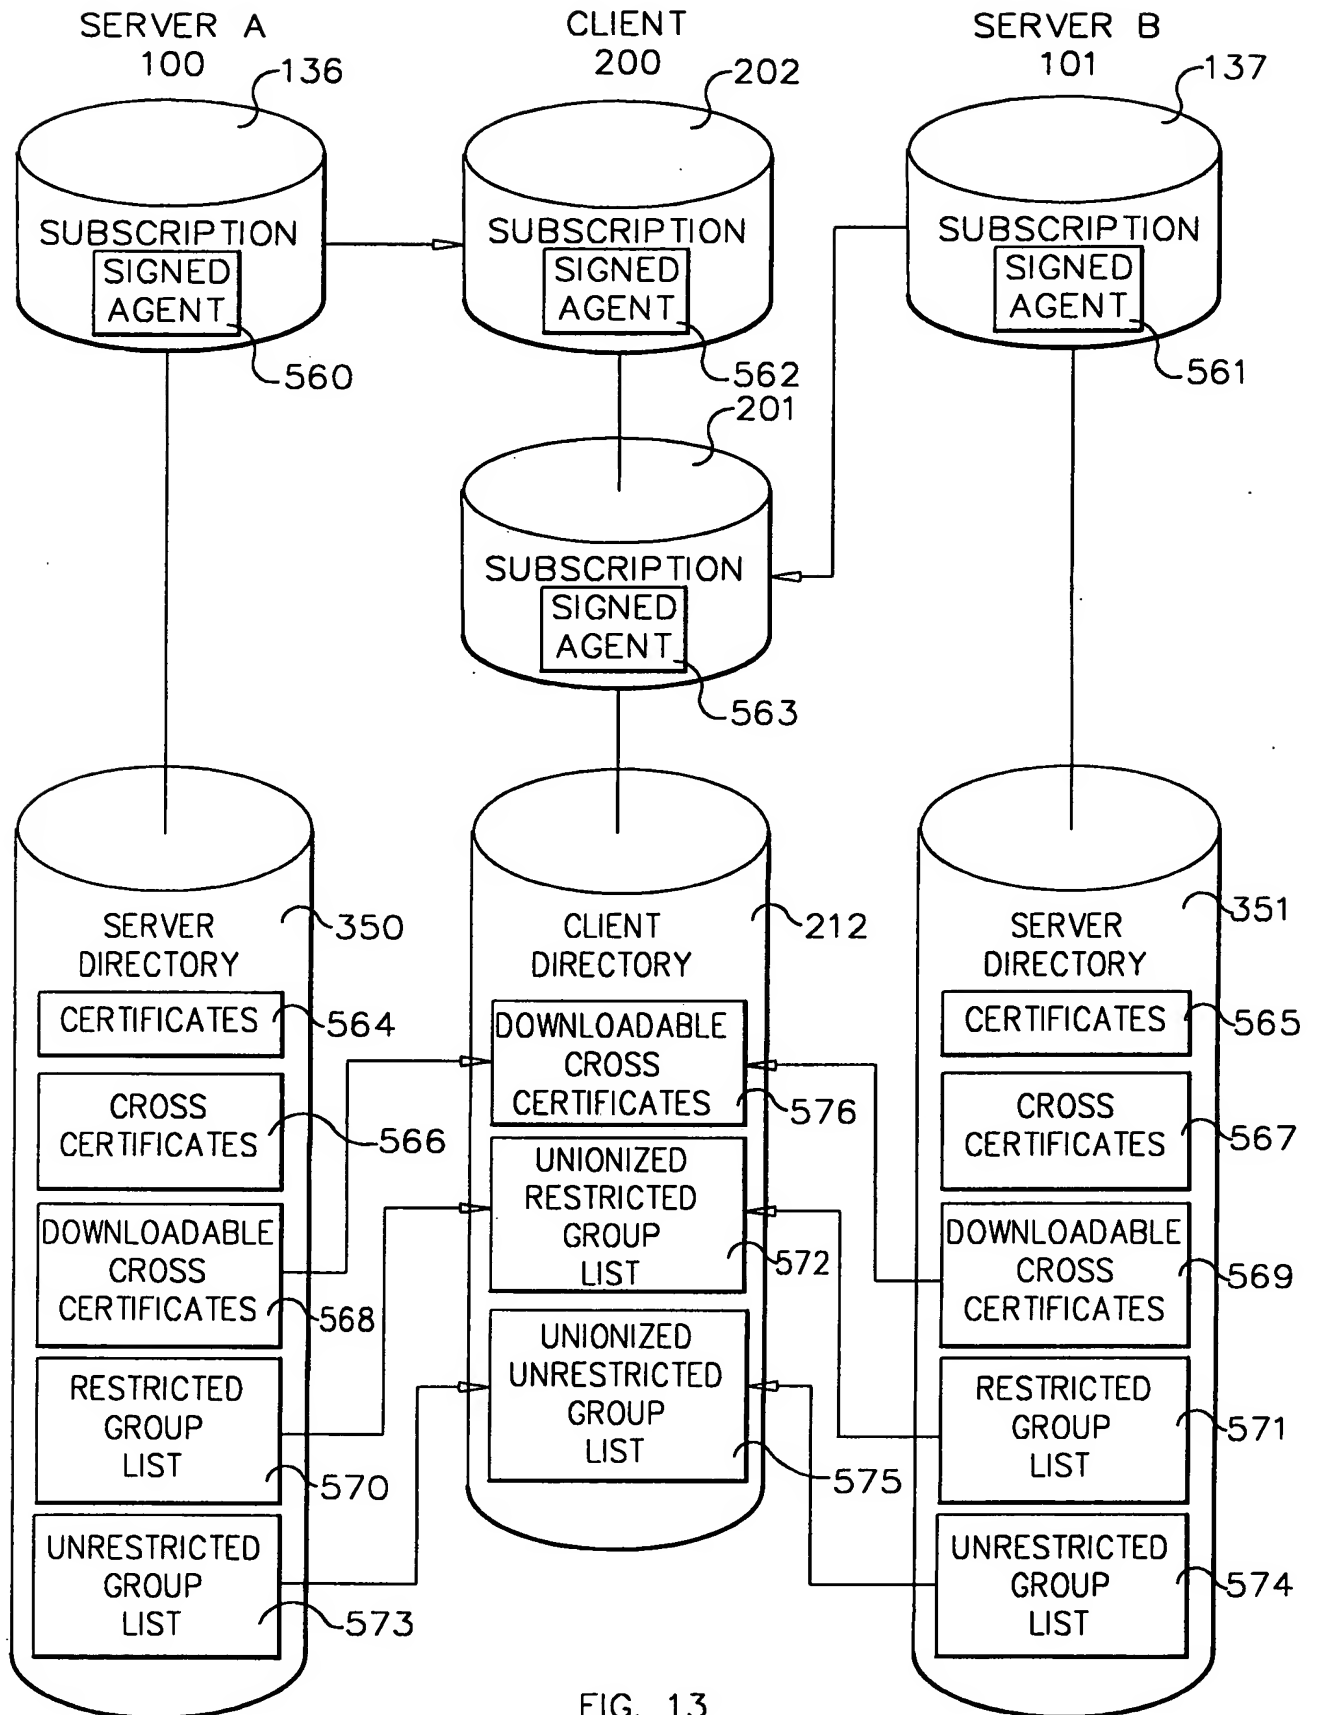 SERVER A
100
CLIENT
200
SERVER B
101
136
202
137
SUBSCRIPTION
SIGNED
AGENT
560
SUBSCRIPTION
SIGNED
AGENT
562
SUBSCRIPTION
SIGNED
AGENT
561
201
SUBSCRIPTION
SIGNED
AGENT
563
SERVER
DIRECTORY
350
CERTIFICATES
564
CROSS
CERTIFICATES
566
DOWNLOADABLE
CROSS
CERTIFICATES
568
RESTRICTED
GROUP
LIST
570
UNRESTRICTED
GROUP
LIST
573
CLIENT
DIRECTORY
212
DOWNLOADABLE
CROSS
CERTIFICATES
576
UNIONIZED
RESTRICTED
GROUP
LIST
572
UNIONIZED
UNRESTRICTED
GROUP
LIST
575
SERVER
DIRECTORY
351
CERTIFICATES
565
CROSS
CERTIFICATES
567
DOWNLOADABLE
CROSS
CERTIFICATES
569
RESTRICTED
GROUP
LIST
571
UNRESTRICTED
GROUP
LIST
574
FIG. 13